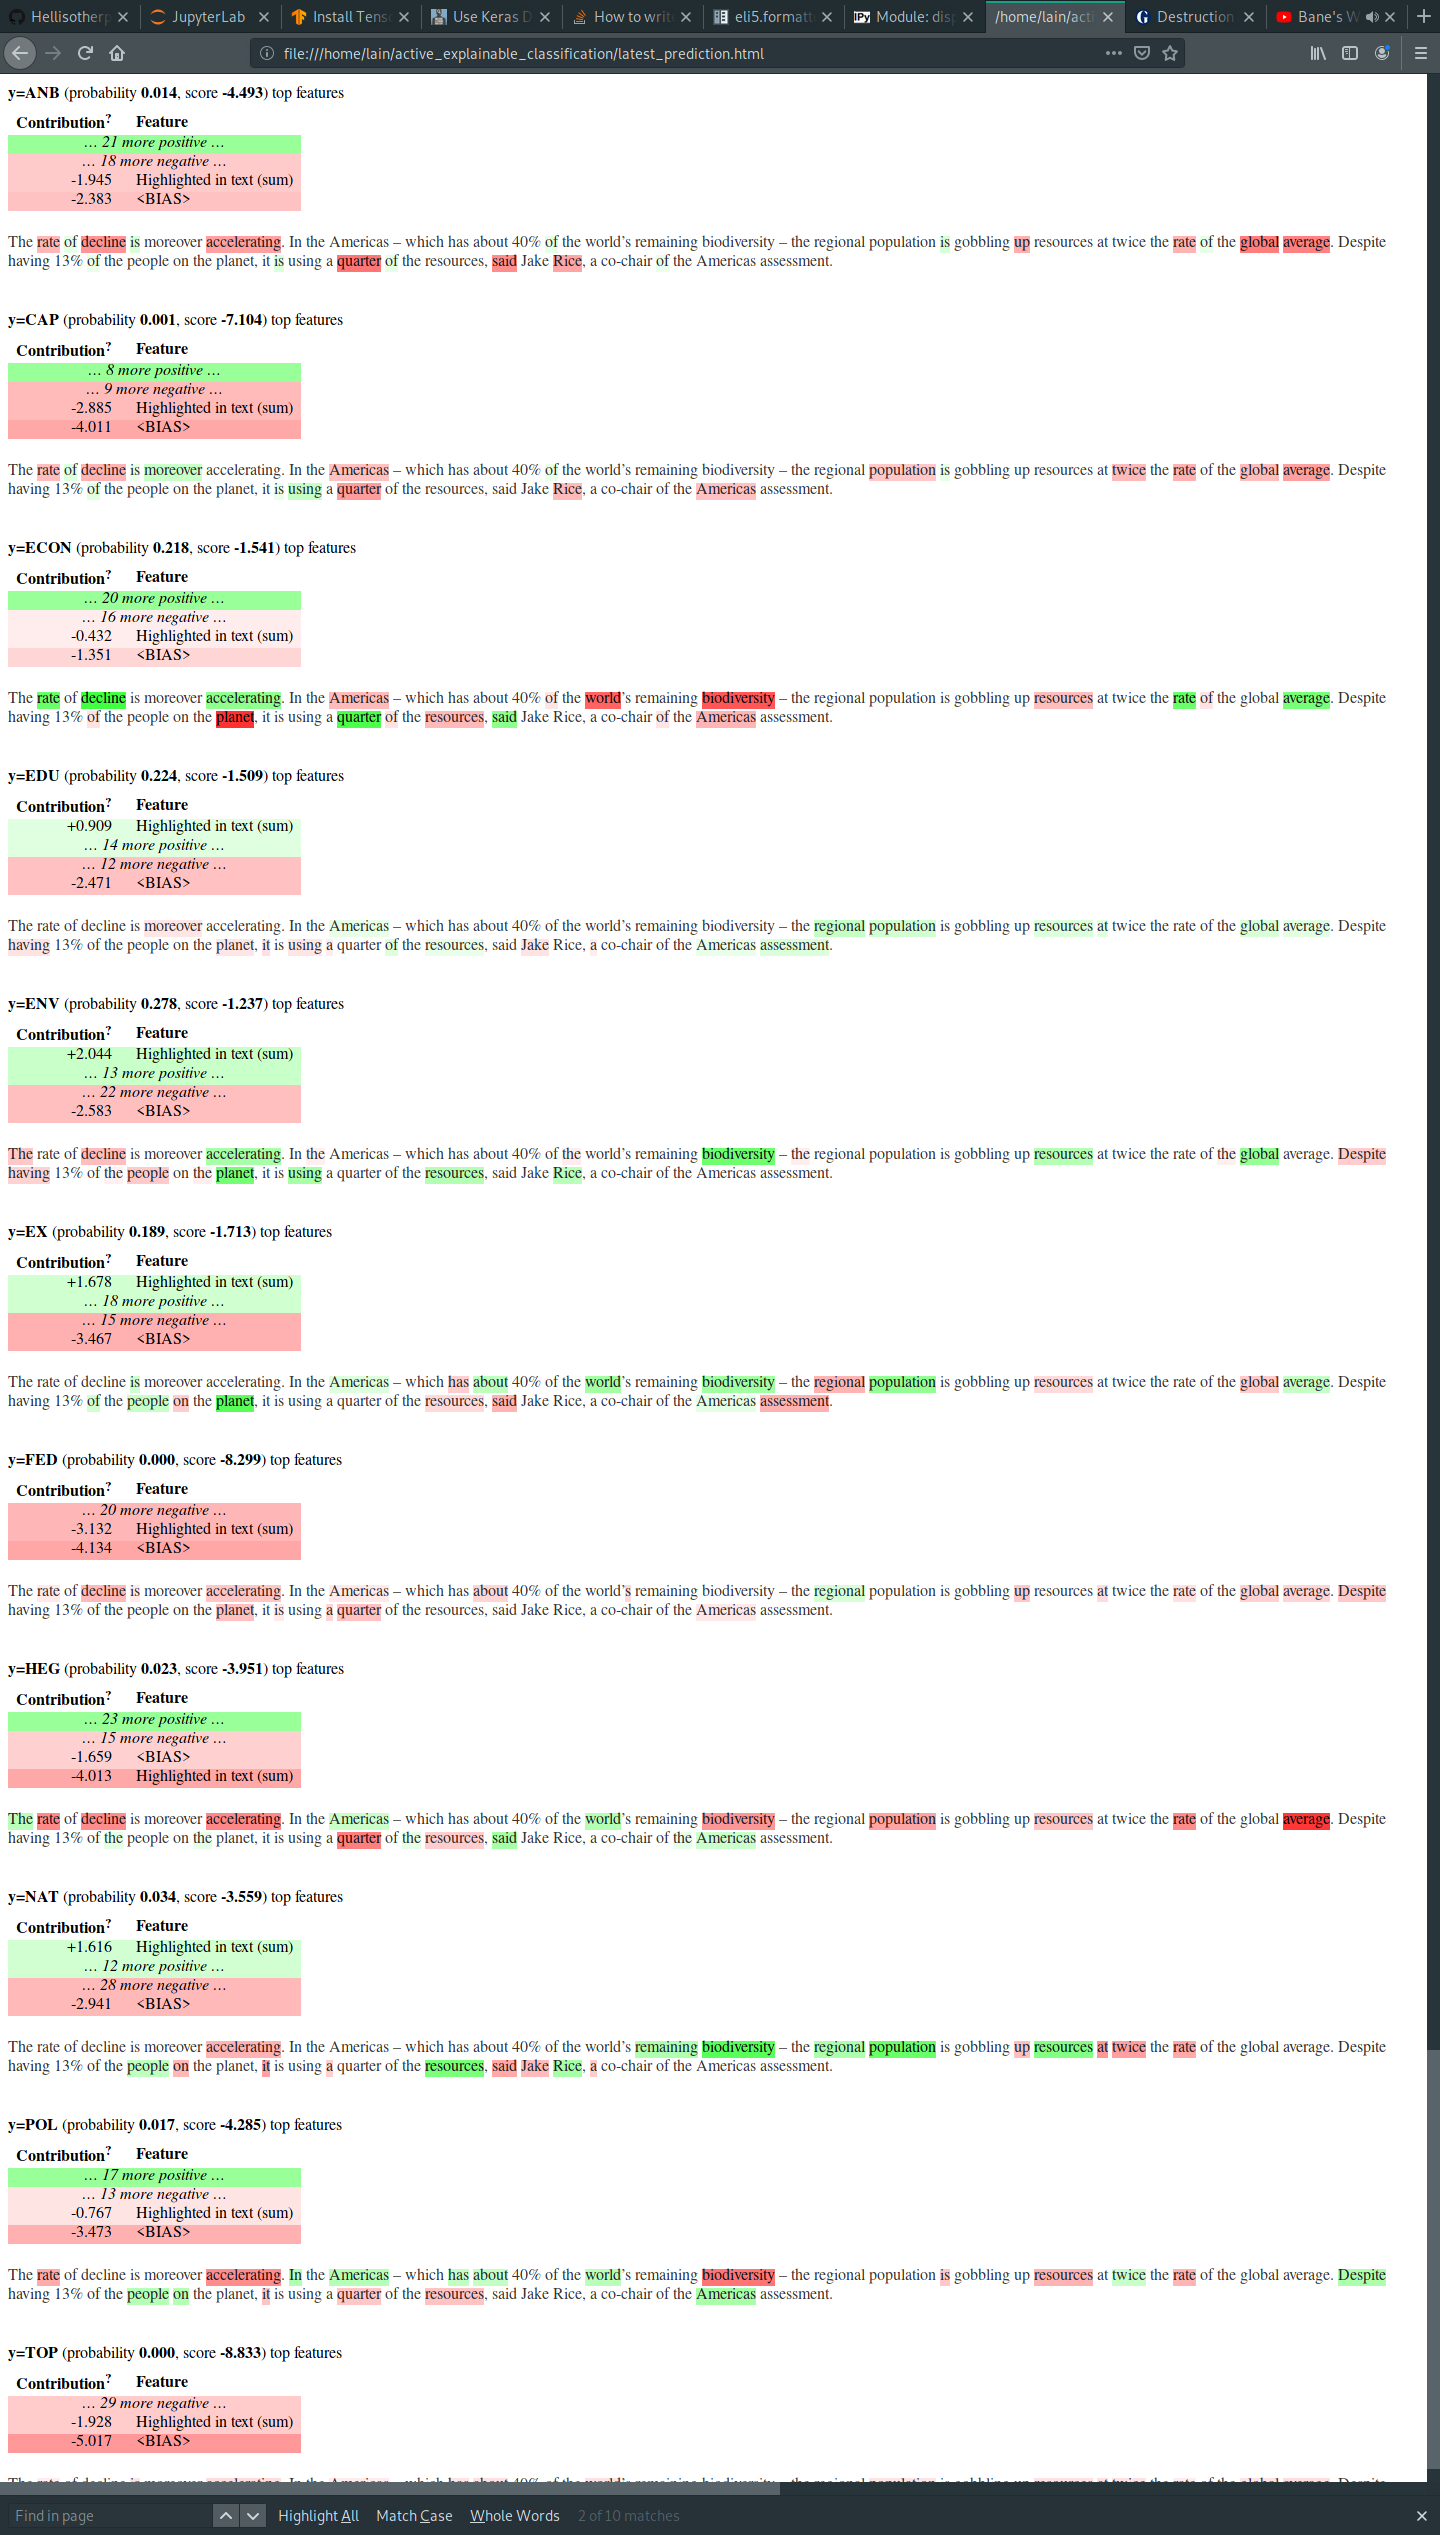 Hellisotherp
JupyterLab
Install Tens
Use Keras D
How to write
eli5.formatt
Module: disp
/home/lain/acti
Destruction
Bane's W
file:///home/lain/active_explainable_classification/latest_prediction.html
y=ANB (probability 0.014, score -4.493) top features
Contribution? Feature
… 21 more positive …
… 18 more negative …
-1.945 Highlighted in text (sum)
-2.383 <BIAS>
The rate of decline is moreover accelerating. In the Americas – which has about 40% of the world’s remaining biodiversity – the regional population is gobbling up resources at twice the rate of the global average. Despite
having 13% of the people on the planet, it is using a quarter of the resources, said Jake Rice, a co-chair of the Americas assessment.
y=CAP (probability 0.001, score -7.104) top features
Contribution? Feature
… 8 more positive …
… 9 more negative …
-2.885 Highlighted in text (sum)
-4.011 <BIAS>
The rate of decline is moreover accelerating. In the Americas – which has about 40% of the world’s remaining biodiversity – the regional population is gobbling up resources at twice the rate of the global average. Despite
having 13% of the people on the planet, it is using a quarter of the resources, said Jake Rice, a co-chair of the Americas assessment.
y=ECON (probability 0.218, score -1.541) top features
Contribution? Feature
… 20 more positive …
… 16 more negative …
-0.432 Highlighted in text (sum)
-1.351 <BIAS>
The rate of decline is moreover accelerating. In the Americas – which has about 40% of the world’s remaining biodiversity – the regional population is gobbling up resources at twice the rate of the global average. Despite
having 13% of the people on the planet, it is using a quarter of the resources, said Jake Rice, a co-chair of the Americas assessment.
y=EDU (probability 0.224, score -1.509) top features
Contribution? Feature
+0.909 Highlighted in text (sum)
… 14 more positive …
… 12 more negative …
-2.471 <BIAS>
The rate of decline is moreover accelerating. In the Americas – which has about 40% of the world’s remaining biodiversity – the regional population is gobbling up resources at twice the rate of the global average. Despite
having 13% of the people on the planet, it is using a quarter of the resources, said Jake Rice, a co-chair of the Americas assessment.
y=ENV (probability 0.278, score -1.237) top features
Contribution? Feature
+2.044 Highlighted in text (sum)
… 13 more positive …
… 22 more negative …
-2.583 <BIAS>
The rate of decline is moreover accelerating. In the Americas – which has about 40% of the world’s remaining biodiversity – the regional population is gobbling up resources at twice the rate of the global average. Despite
having 13% of the people on the planet, it is using a quarter of the resources, said Jake Rice, a co-chair of the Americas assessment.
y=EX (probability 0.189, score -1.713) top features
Contribution? Feature
+1.678 Highlighted in text (sum)
… 18 more positive …
… 15 more negative …
-3.467 <BIAS>
The rate of decline is moreover accelerating. In the Americas – which has about 40% of the world’s remaining biodiversity – the regional population is gobbling up resources at twice the rate of the global average. Despite
having 13% of the people on the planet, it is using a quarter of the resources, said Jake Rice, a co-chair of the Americas assessment.
y=FED (probability 0.000, score -8.299) top features
Contribution? Feature
… 20 more negative …
-3.132 Highlighted in text (sum)
-4.134 <BIAS>
The rate of decline is moreover accelerating. In the Americas – which has about 40% of the world’s remaining biodiversity – the regional population is gobbling up resources at twice the rate of the global average. Despite
having 13% of the people on the planet, it is using a quarter of the resources, said Jake Rice, a co-chair of the Americas assessment.
y=HEG (probability 0.023, score -3.951) top features
Contribution? Feature
… 23 more positive …
… 15 more negative …
-1.659 <BIAS>
-4.013 Highlighted in text (sum)
The rate of decline is moreover accelerating. In the Americas – which has about 40% of the world’s remaining biodiversity – the regional population is gobbling up resources at twice the rate of the global average. Despite
having 13% of the people on the planet, it is using a quarter of the resources, said Jake Rice, a co-chair of the Americas assessment.
y=NAT (probability 0.034, score -3.559) top features
Contribution? Feature
+1.616 Highlighted in text (sum)
… 12 more positive …
… 28 more negative …
-2.941 <BIAS>
The rate of decline is moreover accelerating. In the Americas – which has about 40% of the world’s remaining biodiversity – the regional population is gobbling up resources at twice the rate of the global average. Despite
having 13% of the people on the planet, it is using a quarter of the resources, said Jake Rice, a co-chair of the Americas assessment.
y=POL (probability 0.017, score -4.285) top features
Contribution? Feature
… 17 more positive …
… 13 more negative …
-0.767 Highlighted in text (sum)
-3.473 <BIAS>
The rate of decline is moreover accelerating. In the Americas – which has about 40% of the world’s remaining biodiversity – the regional population is gobbling up resources at twice the rate of the global average. Despite
having 13% of the people on the planet, it is using a quarter of the resources, said Jake Rice, a co-chair of the Americas assessment.
y=TOP (probability 0.000, score -8.833) top features
Contribution? Feature
… 29 more negative …
-1.928 Highlighted in text (sum)
-5.017 <BIAS>
The rate of decline is moreover accelerating. In the Americas – which has about 40% of the world’s remaining biodiversity – the regional population is gobbling up resources at twice the rate of the global average. Despite
Find in page
Highlight All Match Case Whole Words 2 of 10 matches